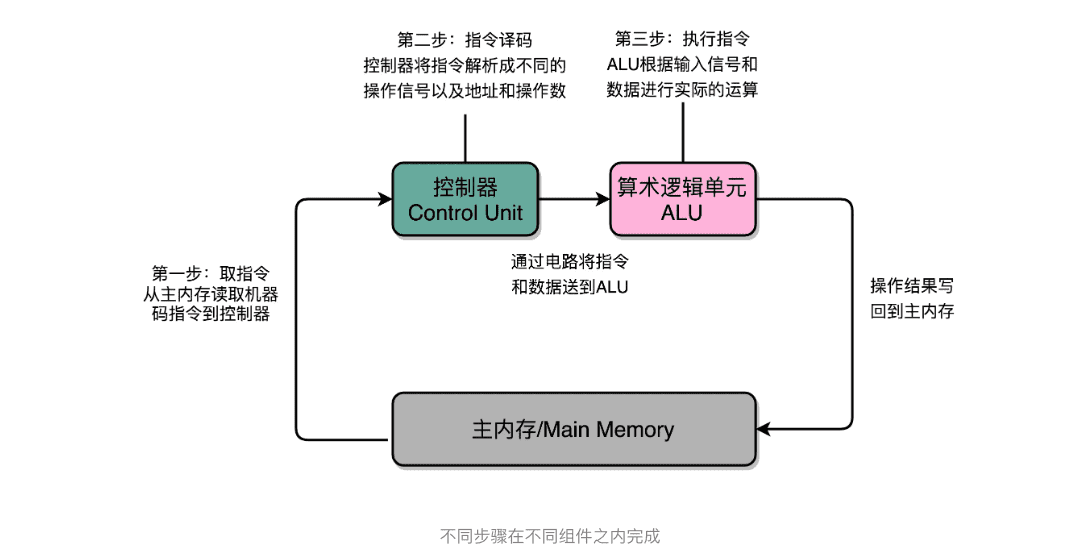 第二步：指令译码
控制器将指令解析成不同的
操作信号以及地址和操作数
第三步：执行指令
ALU根据输入信号和
数据进行实际的运算
控制器
Control Unit
算术逻辑单元
ALU
第一步：取指令
从主内存读取机器
码指令到控制器
通过电路将指令
和数据送到ALU
操作结果写
回到主内存
主内存/Main Memory
不同步骤在不同组件之内完成